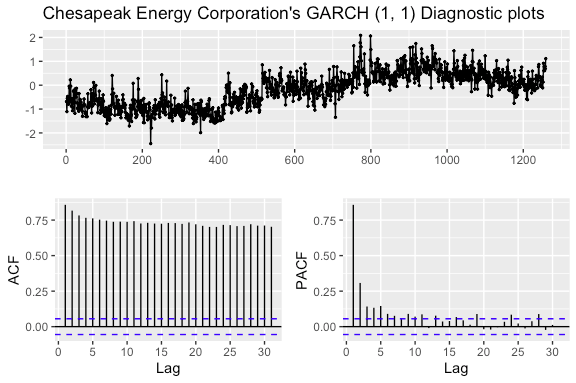 Chesapeak Energy Corporation's GARCH (1, 1) Diagnostic plots
2
1
0
-1
-2
0 200 400 600 800 1000 1200
ACF
0.75
0.50
0.25
0.00
0 5 10 15 20 25 30
Lag
PACF
0.75
0.50
0.25
0.00
0 5 10 15 20 25 30
Lag